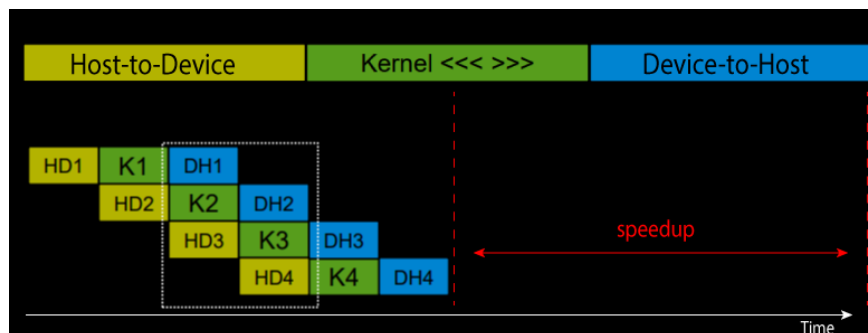 Host-to-Device Kernel <<< >>> Device-to-Host
HD1 K1 DH1
HD2 K2 DH2
speedup
HD3 K3 DH3
HD4 K4 DH4
Time